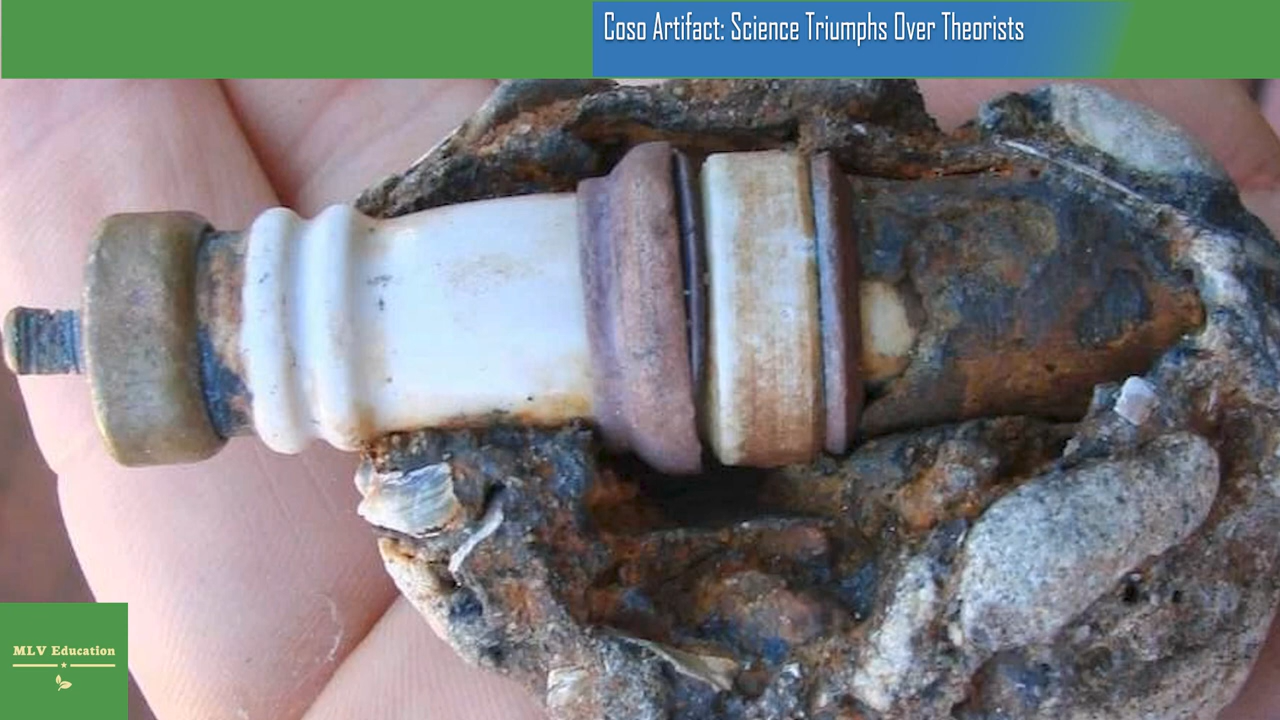 Coso Artifact: Science Triumphs Over Theorists
MLV Education